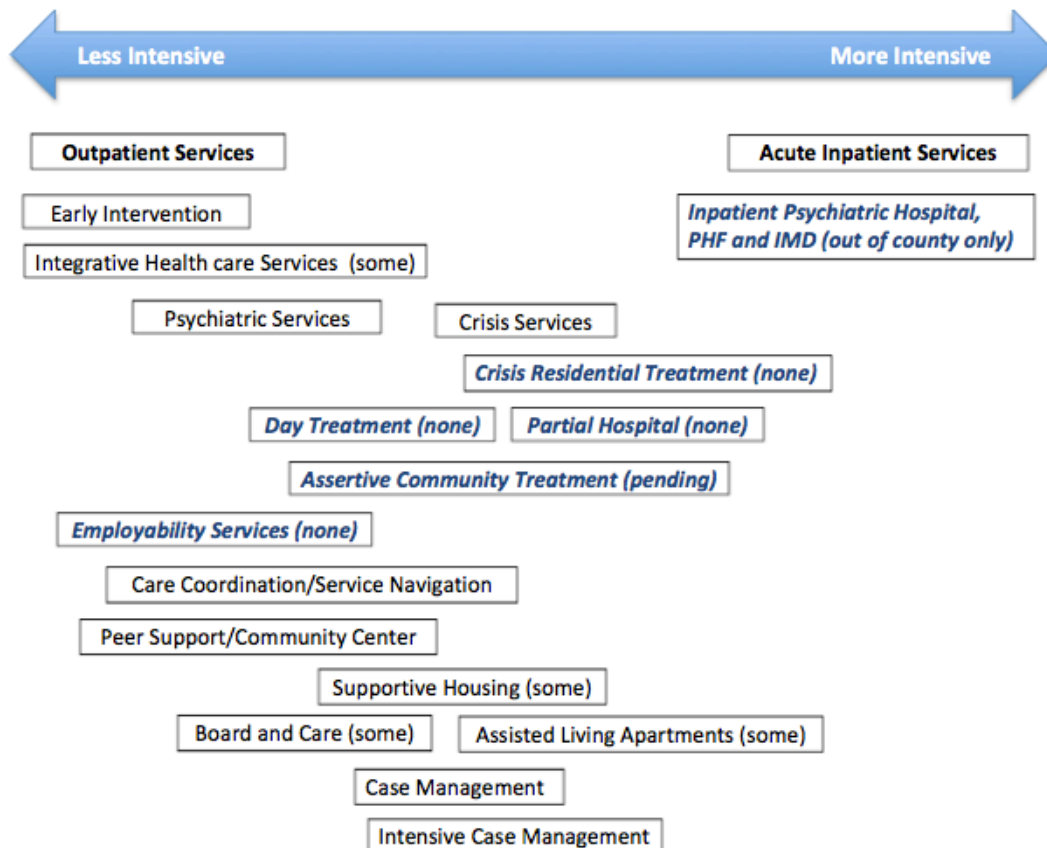 Less Intensive
More Intensive
Outpatient Services
Acute Inpatient Services
Early Intervention
Inpatient Psychiatric Hospital,
PHF and IMD (out of county only)
Integrative Health care Services  (some)
Psychiatric Services
Crisis Services
Crisis Residential Treatment (none)
Day Treatment (none)
Partial Hospital (none)
Assertive Community Treatment (pending)
Employability Services (none)
Care Coordination/Service Navigation
Peer Support/Community Center
Supportive Housing (some)
Board and Care (some)
Assisted Living Apartments (some)
Case Management
Intensive Case Management